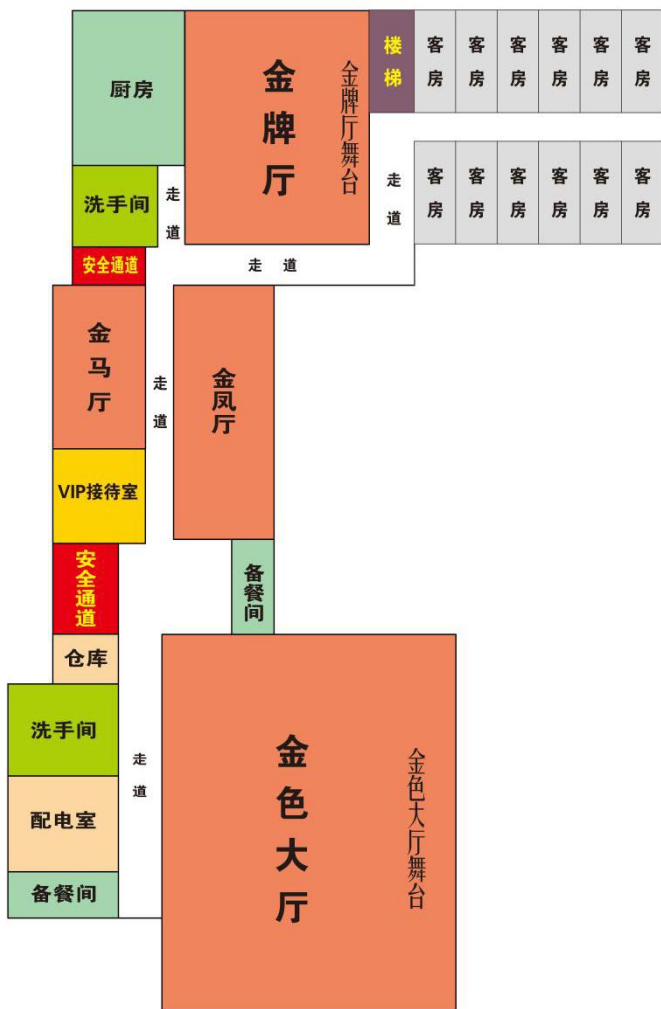 厨房
金牌厅
金牌厅舞台
楼梯
客房
客房
客房
客房
客房
客房
洗手间
走道
走道
客房
客房
客房
客房
客房
客房
安全通道
走道
金马厅
走道
金凤厅
VIP接待室
安全通道
备餐间
仓库
洗手间
走道
金色大厅
金色大厅舞台
配电室
备餐间